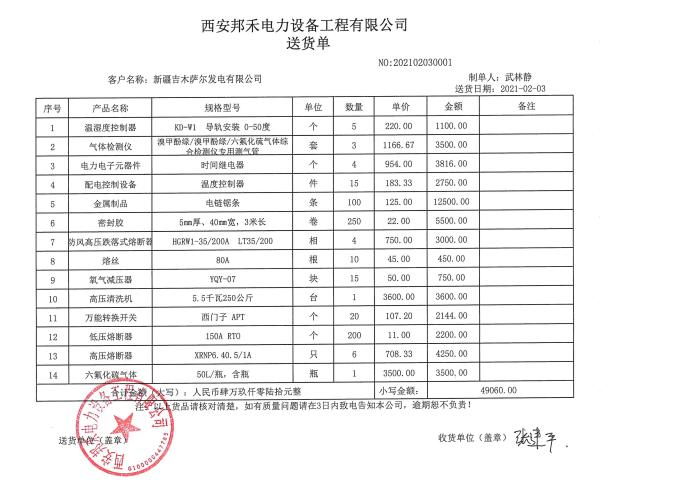 西安邦禾电力设备工程有限公司
送货单
NO:202102030001
客户名称：新疆吉木萨尔发电有限公司 制单人：武林静
送货日期：2021-02-03
序号 产品名称 规格型号 单位 数量 单价 金额 备注
1 温湿度控制器 KD-W1 导轨安装 0-50度 个 5 220.00 1100.00
2 气体检测仪 溴甲酚绿/溴甲酚绿/六氟化硫气体综合检测仪专用测气管 套 3 1166.67 3500.00
3 电力电子元器件 时间继电器 个 4 954.00 3816.00
4 配电控制设备 温度控制器 件 15 183.33 2750.00
5 金属制品 电链锯条 条 100 125.00 12500.00
6 密封胶 5mm厚、40mm宽，3米长 卷 250 22.00 5500.00
7 防风高压跌落式熔断器 HGRW1-35/200A LT35/200 相 4 750.00 3000.00
8 熔丝 80A 根 10 45.00 450.00
9 氧气减压器 YQY-07 块 15 50.00 750.00
10 高压清洗机 5.5千瓦250公斤 台 1 3600.00 3600.00
11 万能转换开关 西门子 APT 个 20 107.20 2144.00
12 低压熔断器 150A RTO 个 200 11.00 2200.00
13 高压熔断器 XRNP6.40.5/1A 只 6 708.33 4250.00
14 六氟化硫气体 50L/瓶，含瓶 瓶 1 3500.00 3500.00
合计金额（大写）：人民币肆万玖仟零陆拾元整 小写金额： 49060.00
注：以上货品请核对清楚，如有质量问题请在3日内致电告知本公司，逾期恕不负责！
送货单位（盖章） 收货单位（盖章） 张建平
西安邦禾电力设备工程有限公司
6100000447765